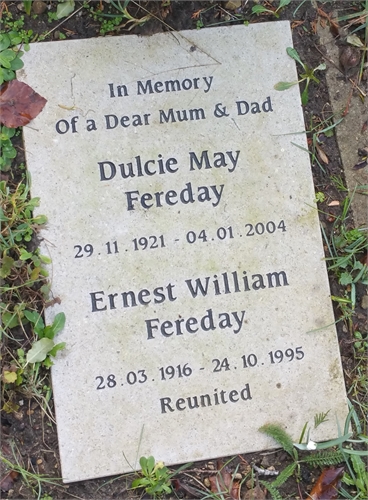 In Memory
Of a Dear Mum & Dad
Dulcie May
Fereday
29.11.1921 - 04.01.2004
Ernest William
Fereday
28.03.1916 - 24.10.1995
Reunited